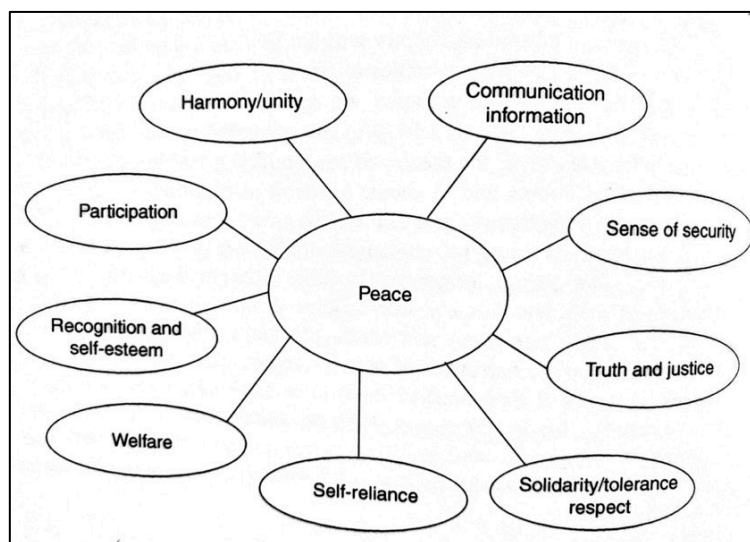 Harmony/unity
Communication
information
Participation
Sense of security
Peace
Recognition and
self-esteem
Truth and justice
Welfare
Self-reliance
Solidarity/tolerance
respect